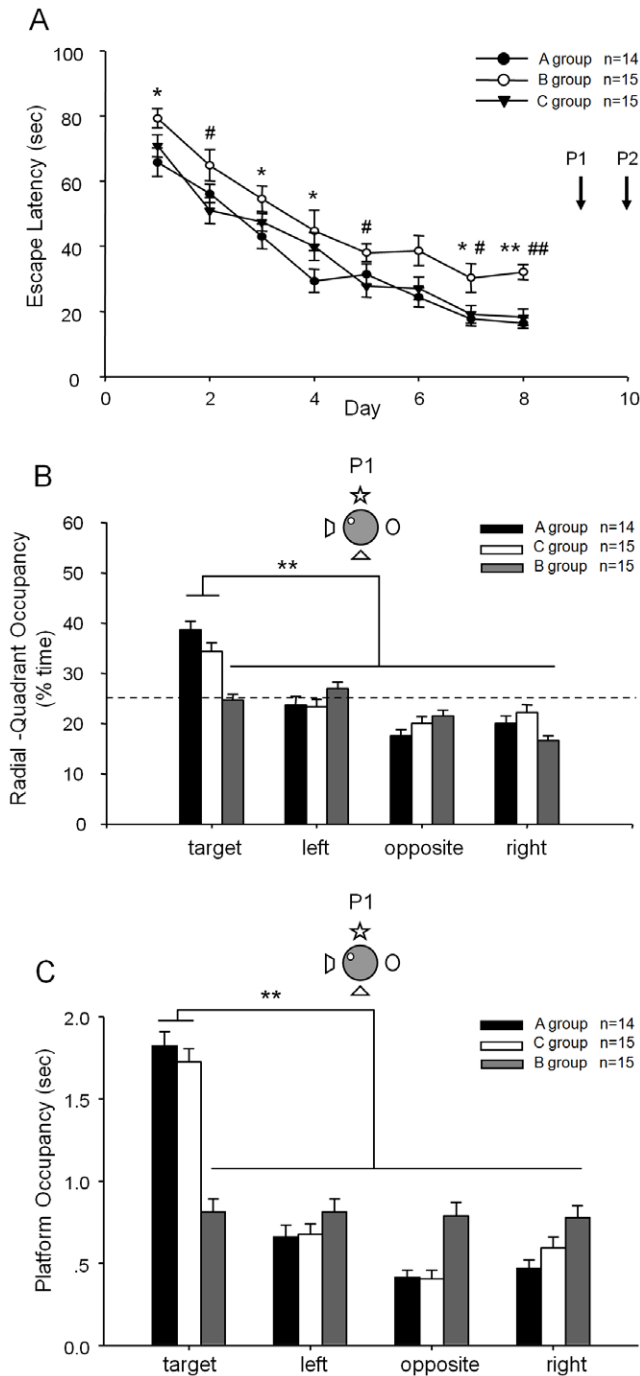 A
A group n=14
B group n=15
C group n=15
Escape Latency (sec)
100
80
60
40
20
0
*
#
*
*
#
* #
** ##
P1
P2
0
2
4
6
8
10
Day
B
P1
A group n=14
C group n=15
B group n=15
Radial -Quadrant Occupancy
(% time)
60
50
40
30
20
10
0
**
target
left
opposite
right
C
P1
A group n=14
C group n=15
B group n=15
Platform Occupancy (sec)
2.0
1.5
1.0
.5
0.0
**
target
left
opposite
right